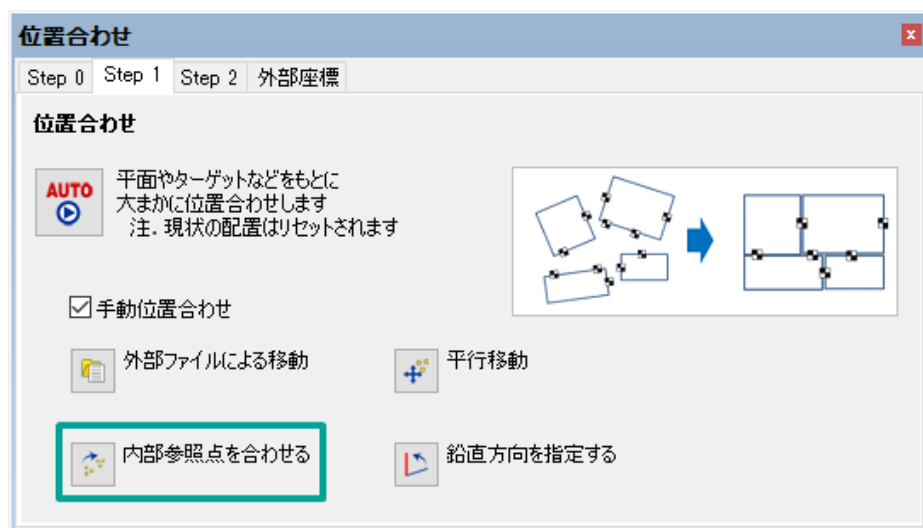 位置合わせ
x
Step 0 Step 1 Step 2 外部座標
位置合わせ
AUTO
平面やターゲットなどをもとに
大まかに位置合わせします
注. 現状の配置はリセットされます
手動位置合わせ
外部ファイルによる移動
平行移動
内部参照点を合わせる
鉛直方向を指定する